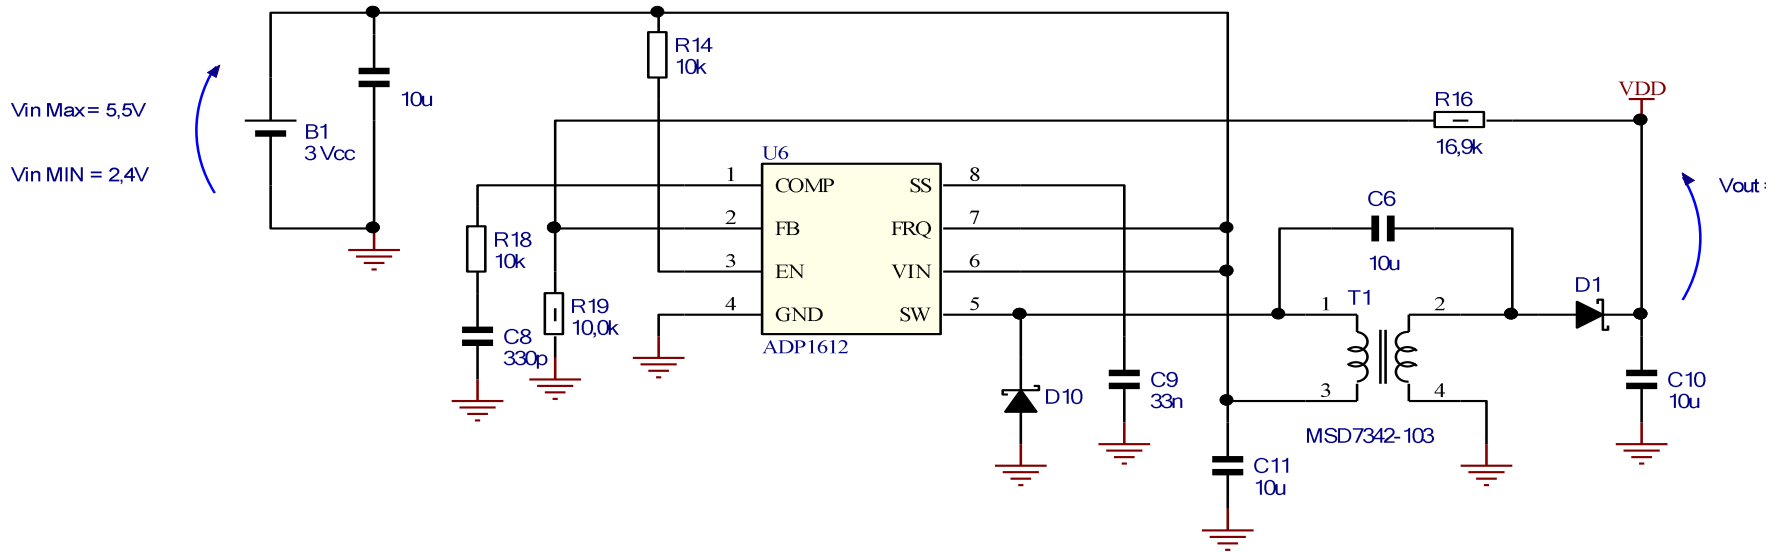 R14
10k
Vin Max= 5,5V
10u
B1
3 Vcc
Vin MIN = 2,4V
VDD
R16
16,9k
U6
1
COMP
SS
8
2
FB
FRQ
7
3
EN
VIN
6
4
GND
SW
5
ADP1612
R18
10k
C8
330p
R19
10,0k
D10
C9
33n
C11
10u
C6
10u
T1
1
2
3
4
MSD7342-103
D1
C10
10u
Vout =